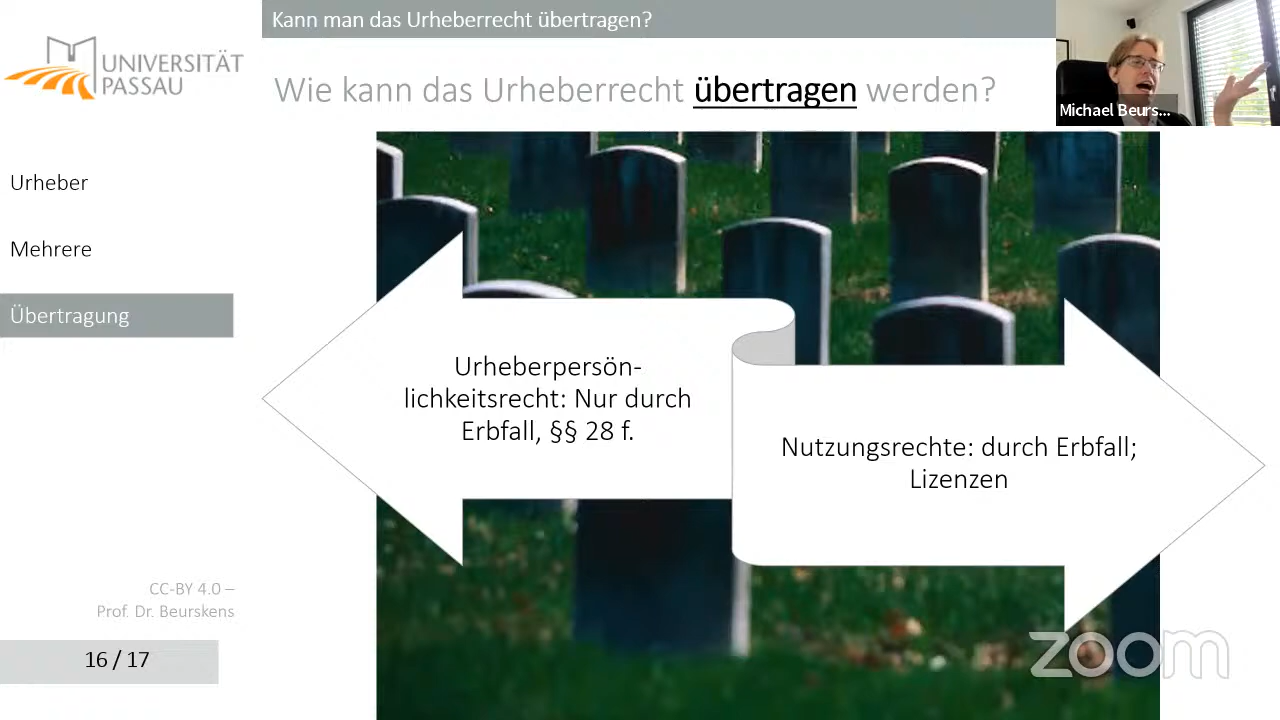 Kann man das Urheberrecht übertragen?
UNIVERSITÄT
PASSAU
Wie kann das Urheberrecht übertragen werden?
Michael Beurs...
Urheber
Mehrere
Übertragung
Urheberpersön-
lichkeitsrecht: Nur durch
Erbfall, §§ 28 f.
Nutzungsrechte: durch Erbfall;
Lizenzen
CC-BY 4.0 –
Prof. Dr. Beurskens
16 / 17
zoom